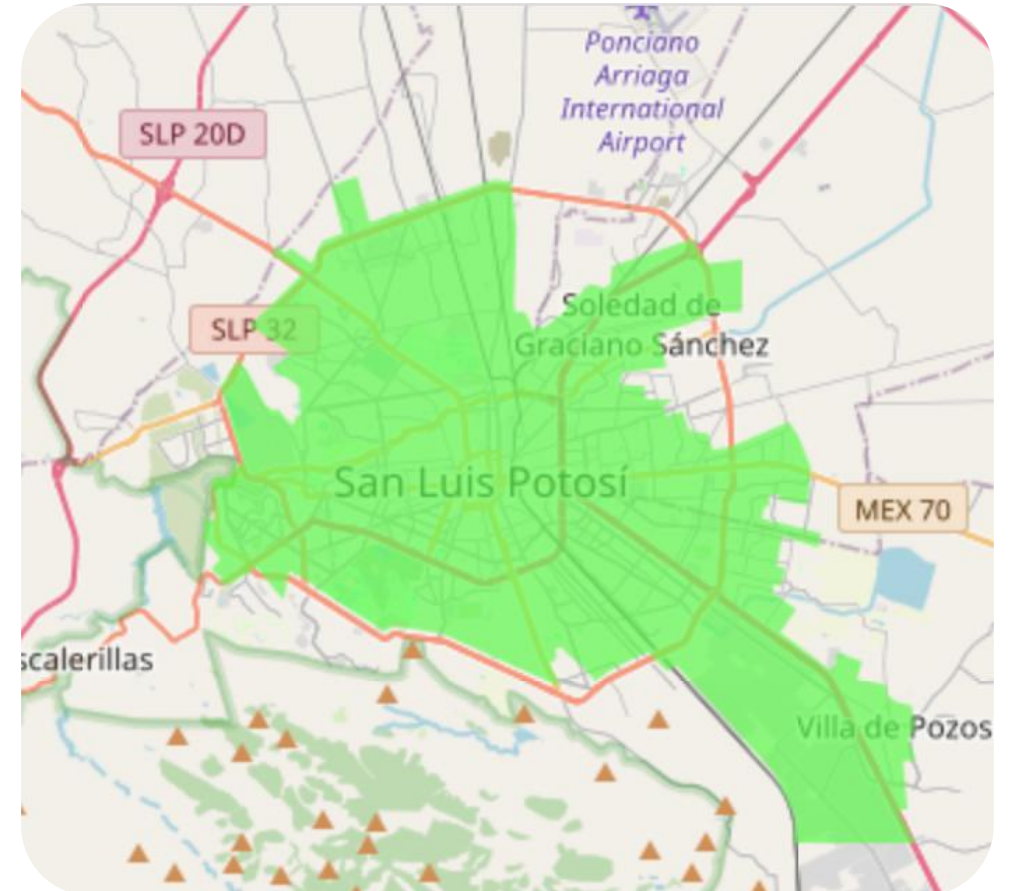 Ponciano
Arriaga
International
Airport
SLP 20D
Soledad de
Graciano Sánchez
SLP 32
San Luis Potosí
MEX 70
scalerillas
Villa de Pozos